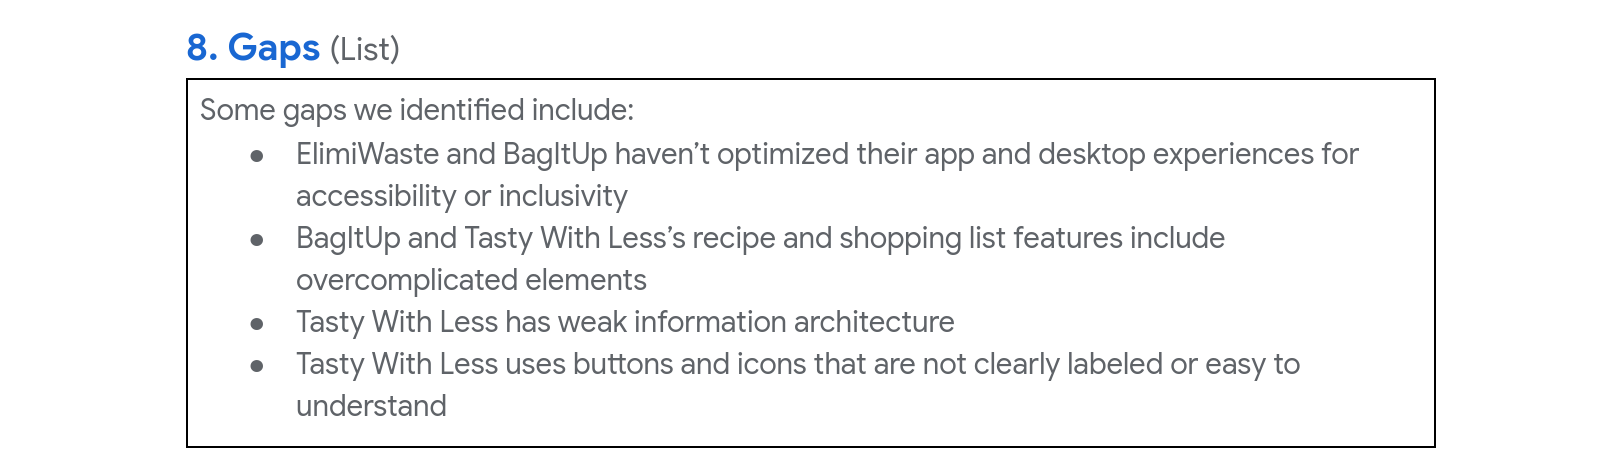 8. Gaps (List)
Some gaps we identified include:
● ElimiWaste and BagItUp haven’t optimized their app and desktop experiences for
accessibility or inclusivity
● BagItUp and Tasty With Less’s recipe and shopping list features include
overcomplicated elements
● Tasty With Less has weak information architecture
● Tasty With Less uses buttons and icons that are not clearly labeled or easy to
understand